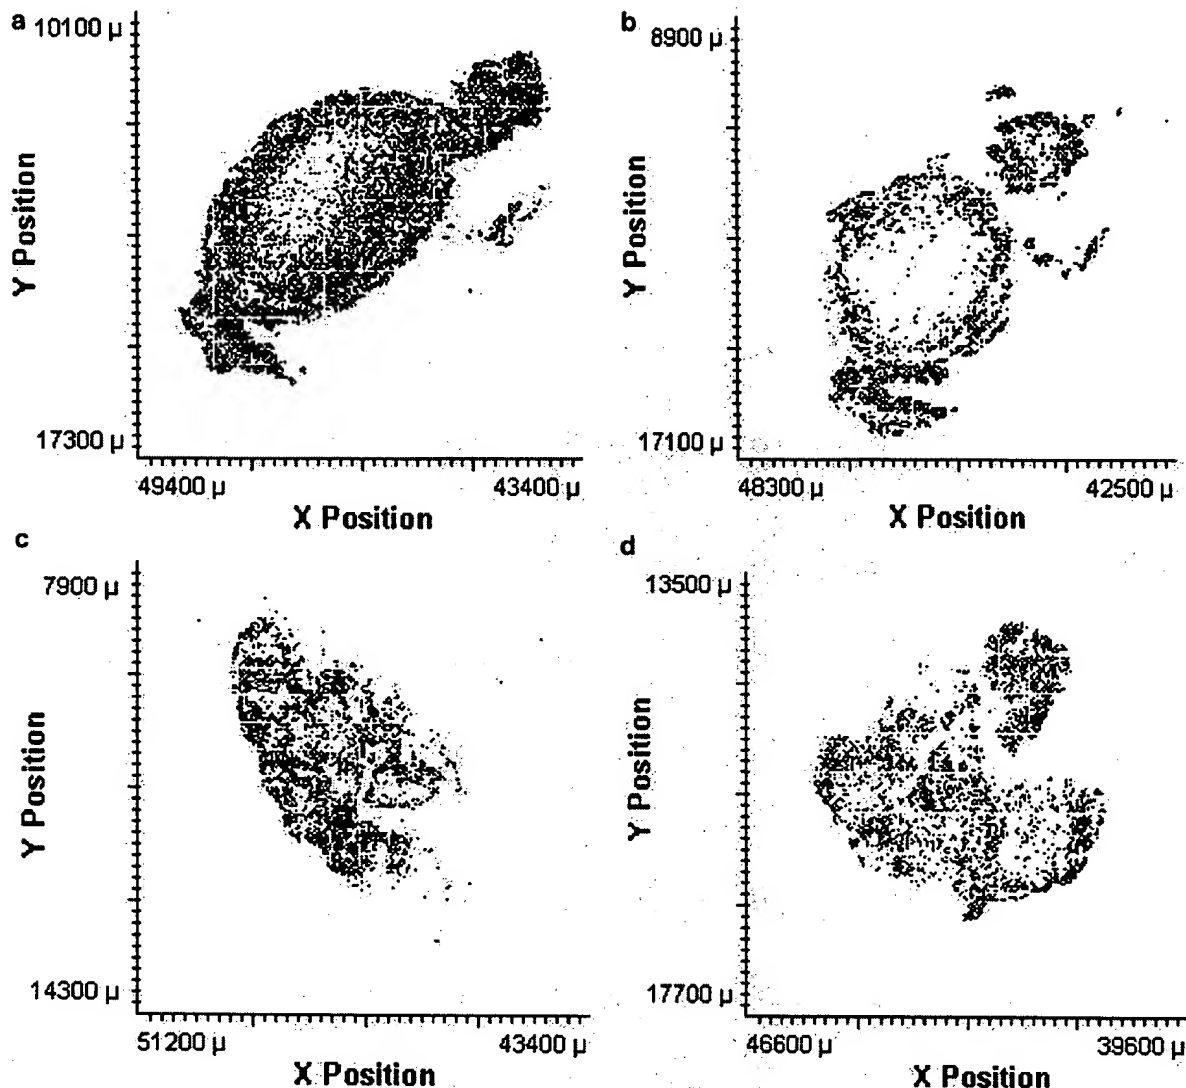 a
10100 µ
Y Position
17300 µ
49400 µ
43400 µ
X Position
b
8900 µ
Y Position
17100 µ
48300 µ
42500 µ
X Position
c
7900 µ
Y Position
14300 µ
51200 µ
43400 µ
X Position
d
13500 µ
Y Position
17700 µ
46600 µ
39600 µ
X Position